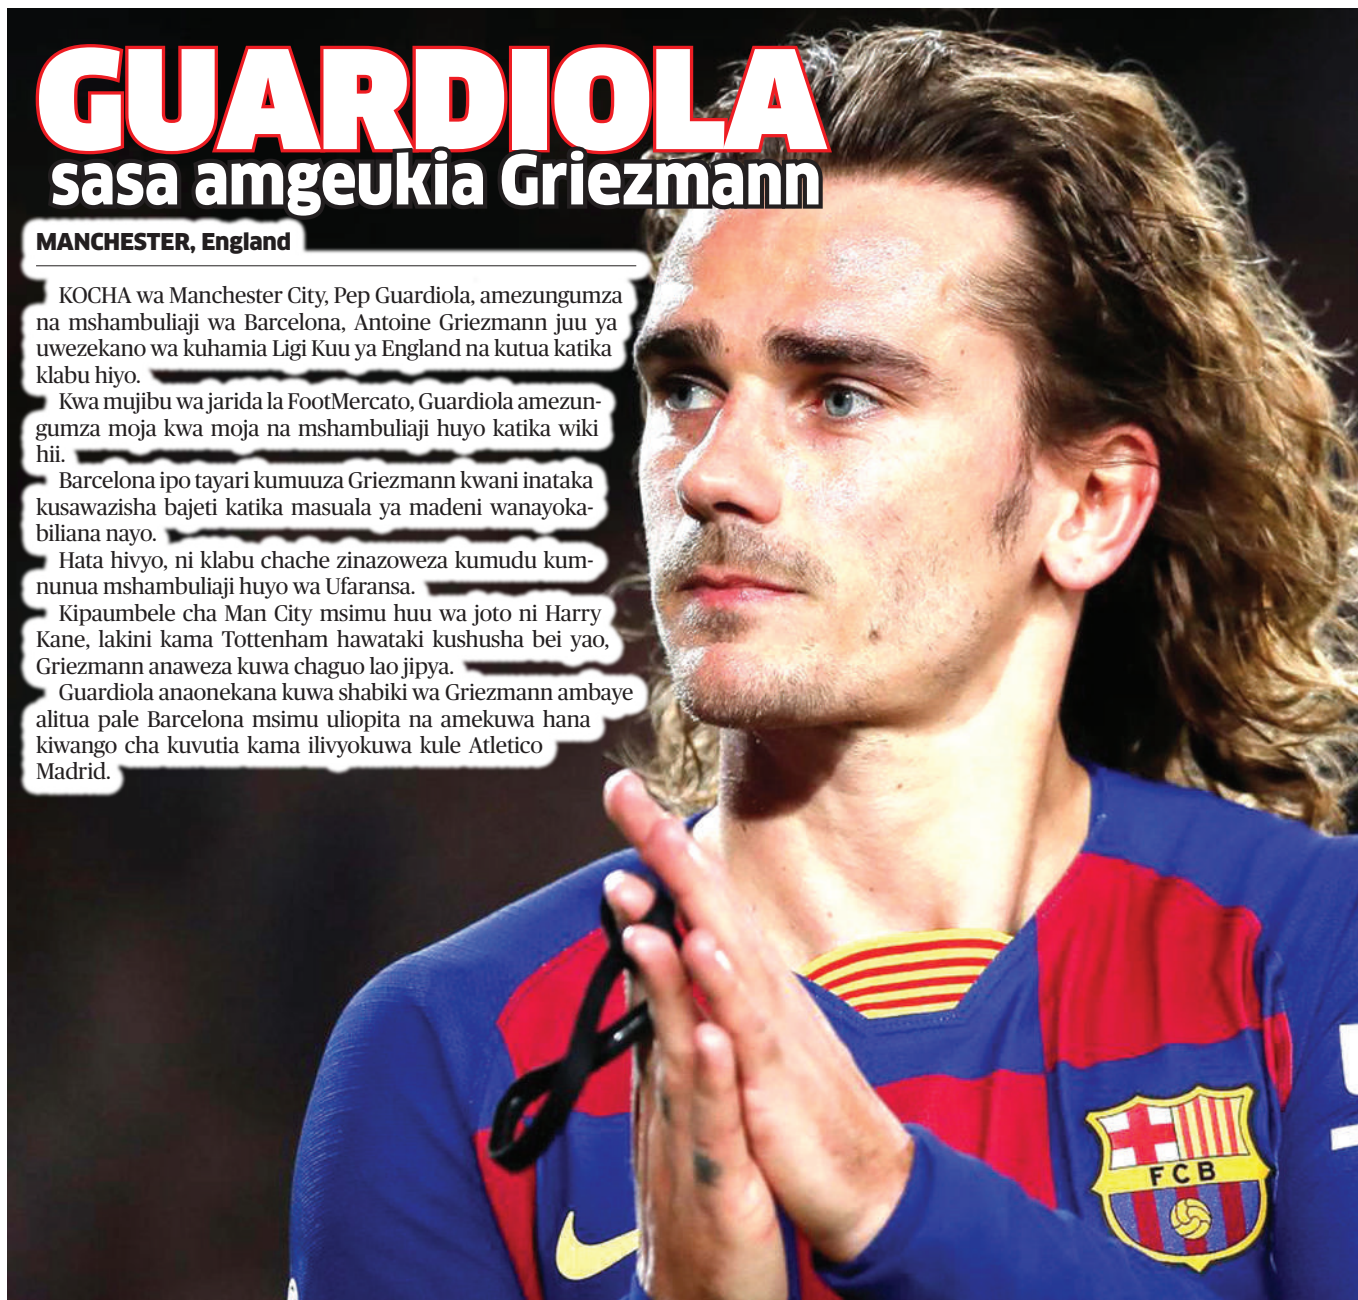 GUARDIOLA
sasa amgeukia Griezmann
MANCHESTER, England
KOCHA wa Manchester City, Pep Guardiola, amezungumza
na mshambuliaji wa Barcelona, Antoine Griezmann juu ya
uwezekano wa kuhamia Ligi Kuu ya England na kutua katika
klabu hiyo.
Kwa mujibu wa jarida la FootMercato, Guardiola amezun-
gumza moja kwa moja na mshambuliaji huyo katika wiki
hii.
Barcelona ipo tayari kumuuza Griezmann kwani inataka
kusawazisha bajeti katika masuala ya madeni wanayoka-
biliana nayo.
Hata hivyo, ni klabu chache zinazoweza kumudu kum-
nunua mshambuliaji huyo wa Ufaransa.
Kipaumbele cha Man City msimu huu wa joto ni Harry
Kane, lakini kama Tottenham hawataki kushusha bei yao,
Griezmann anaweza kuwa chaguo lao jipya.
Guardiola anaonekana kuwa shabiki wa Griezmann ambaye
alitua pale Barcelona msimu uliopita na amekuwa hana
kiwango cha kuvutia kama ilivyokuwa kule Atletico
Madrid.
FCB